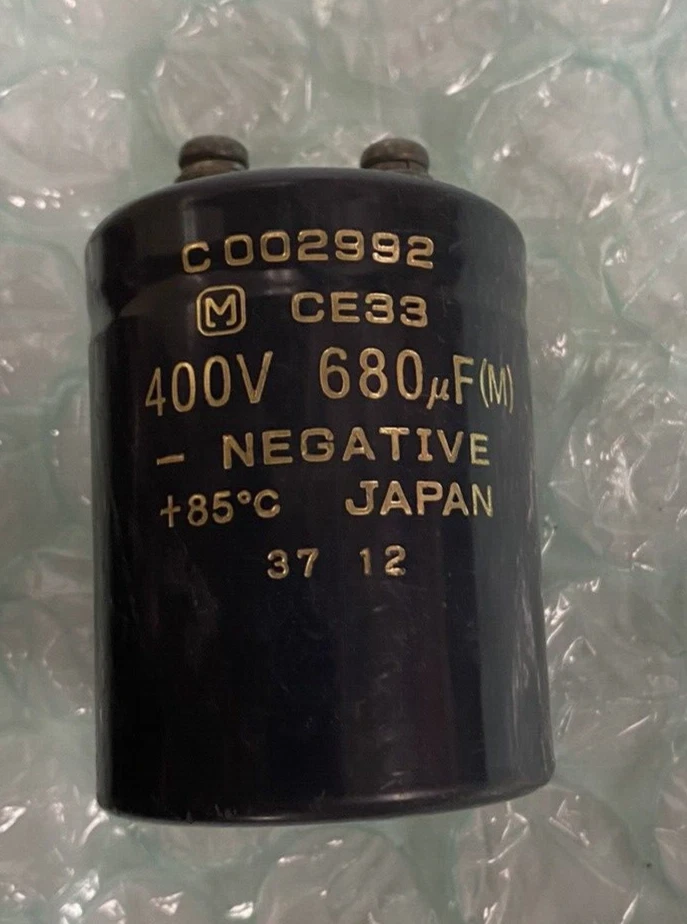 C002992
M CE33
400V 680μF(M)
− NEGATIVE
+85°C JAPAN
37 12